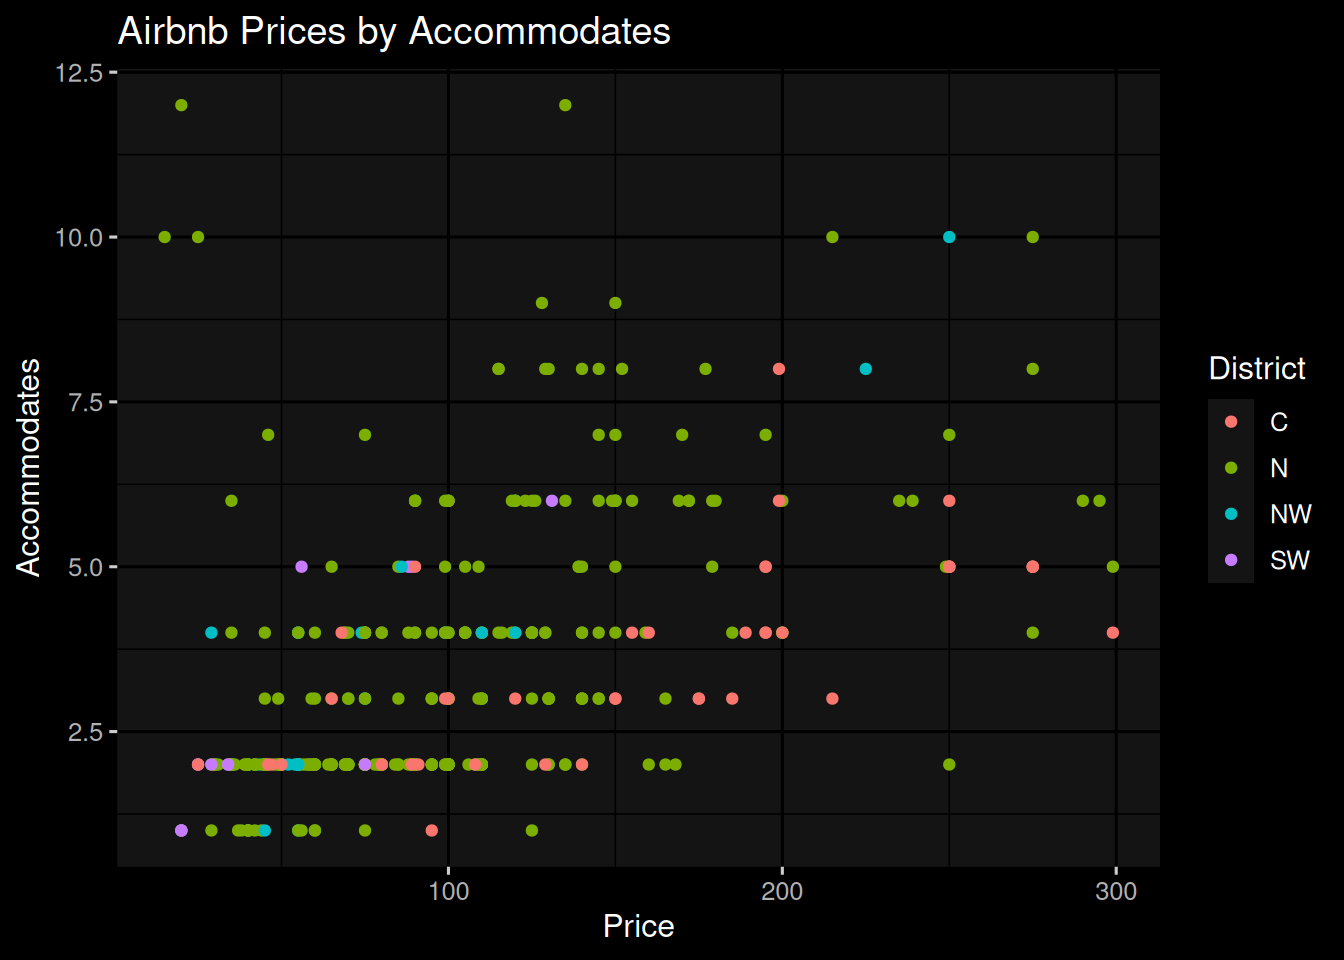 Airbnb Prices by Accommodates
12.5
10.0
7.5
5.0
2.5
Accommodates
100
200
300
Price
District
C
N
NW
SW